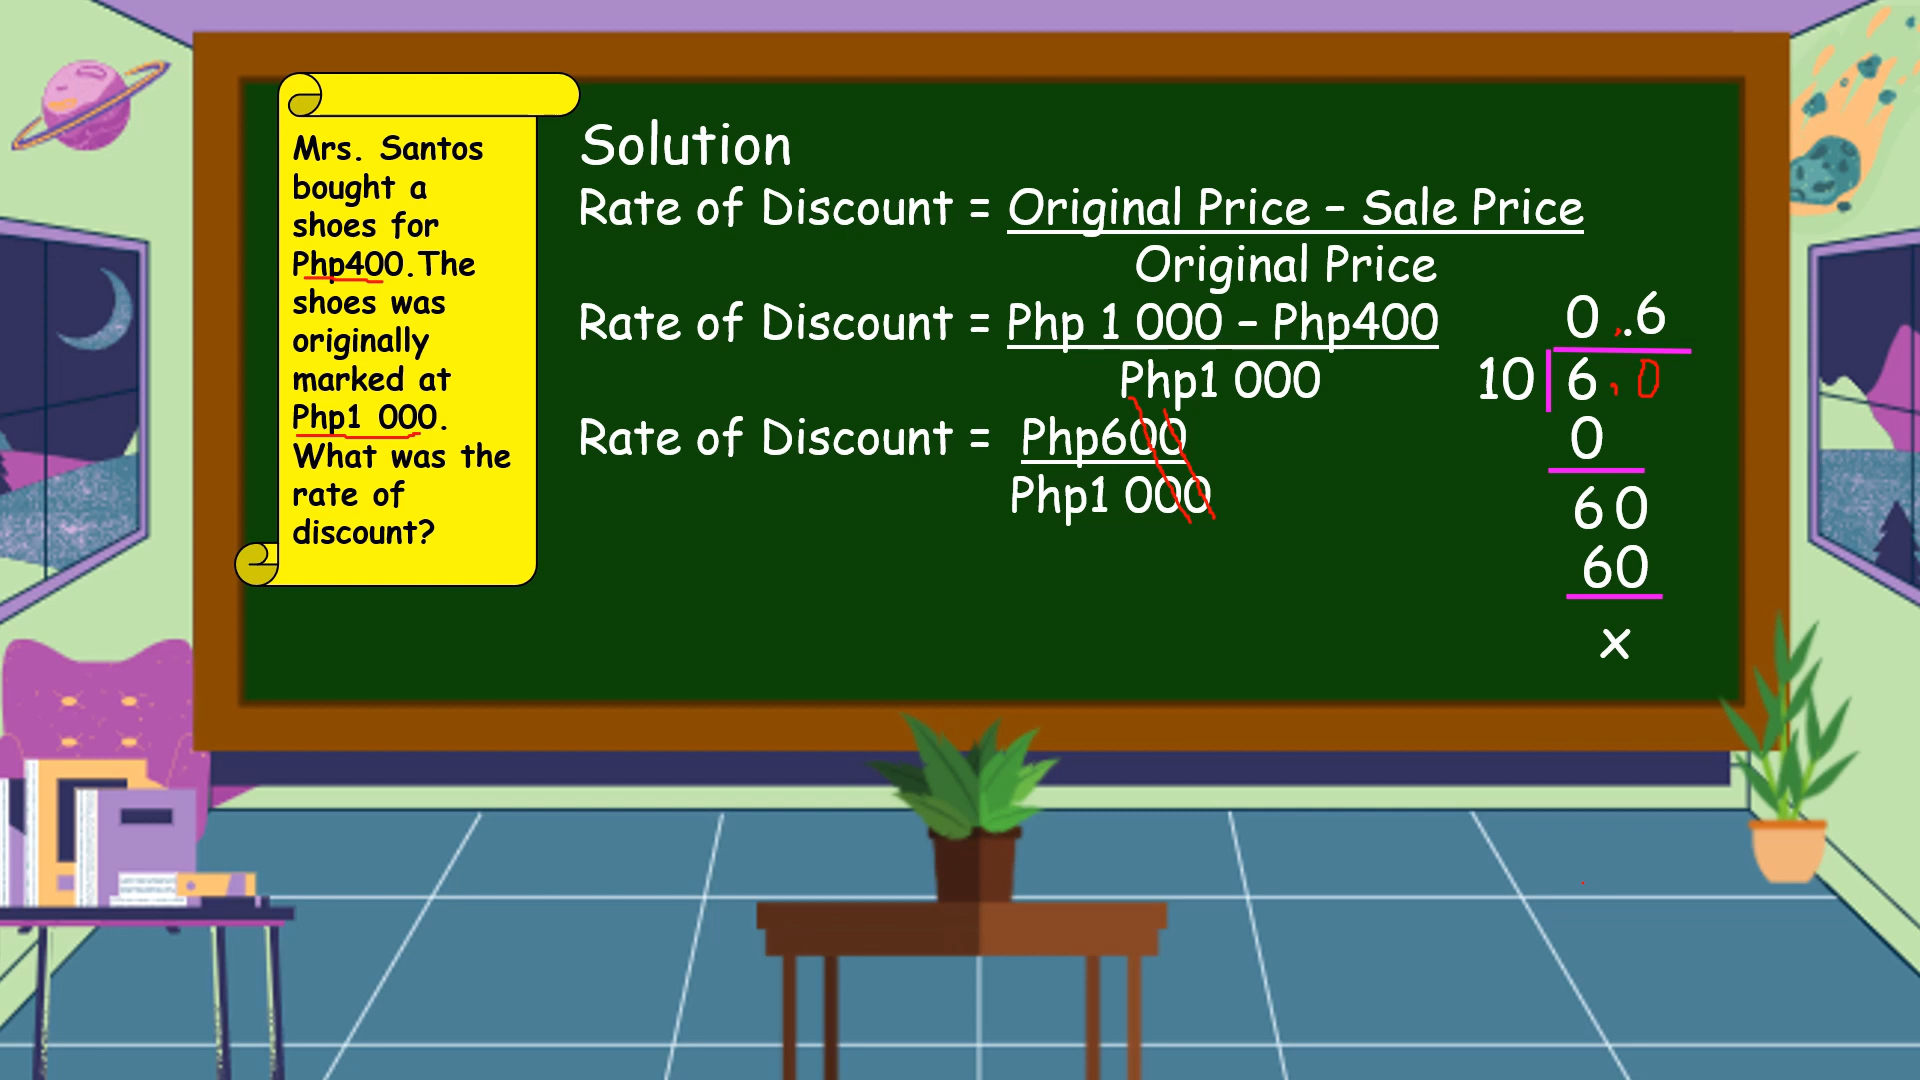 Mrs. Santos
bought a
shoes for
Php400.The
shoes was
originally
marked at
Php1 000.
What was the
rate of
discount?
Solution
Rate of Discount = Original Price – Sale Price
Original Price
Rate of Discount = Php 1 000 – Php400
Php1 000
Rate of Discount = Php600
Php1 000
0 .6
10 6 . 0
0
6 0
60
x